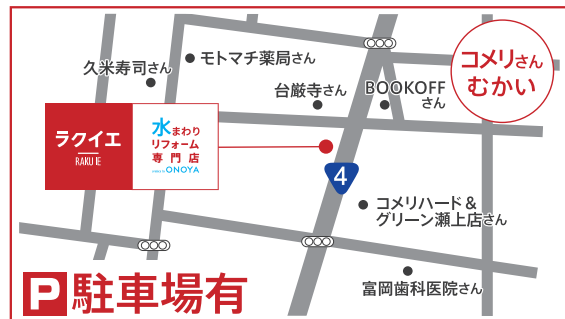 モトマチ薬局さん
久米寿司さん
台巌寺さん
BOOKOFF
さん
コメリさん
むかい
ラクイエ
RAKU IE
水まわり
リフォーム
専門店
ONOYA
4
コメリハード&
グリーン瀬上店さん
富岡歯科医院さん
P 駐車場有